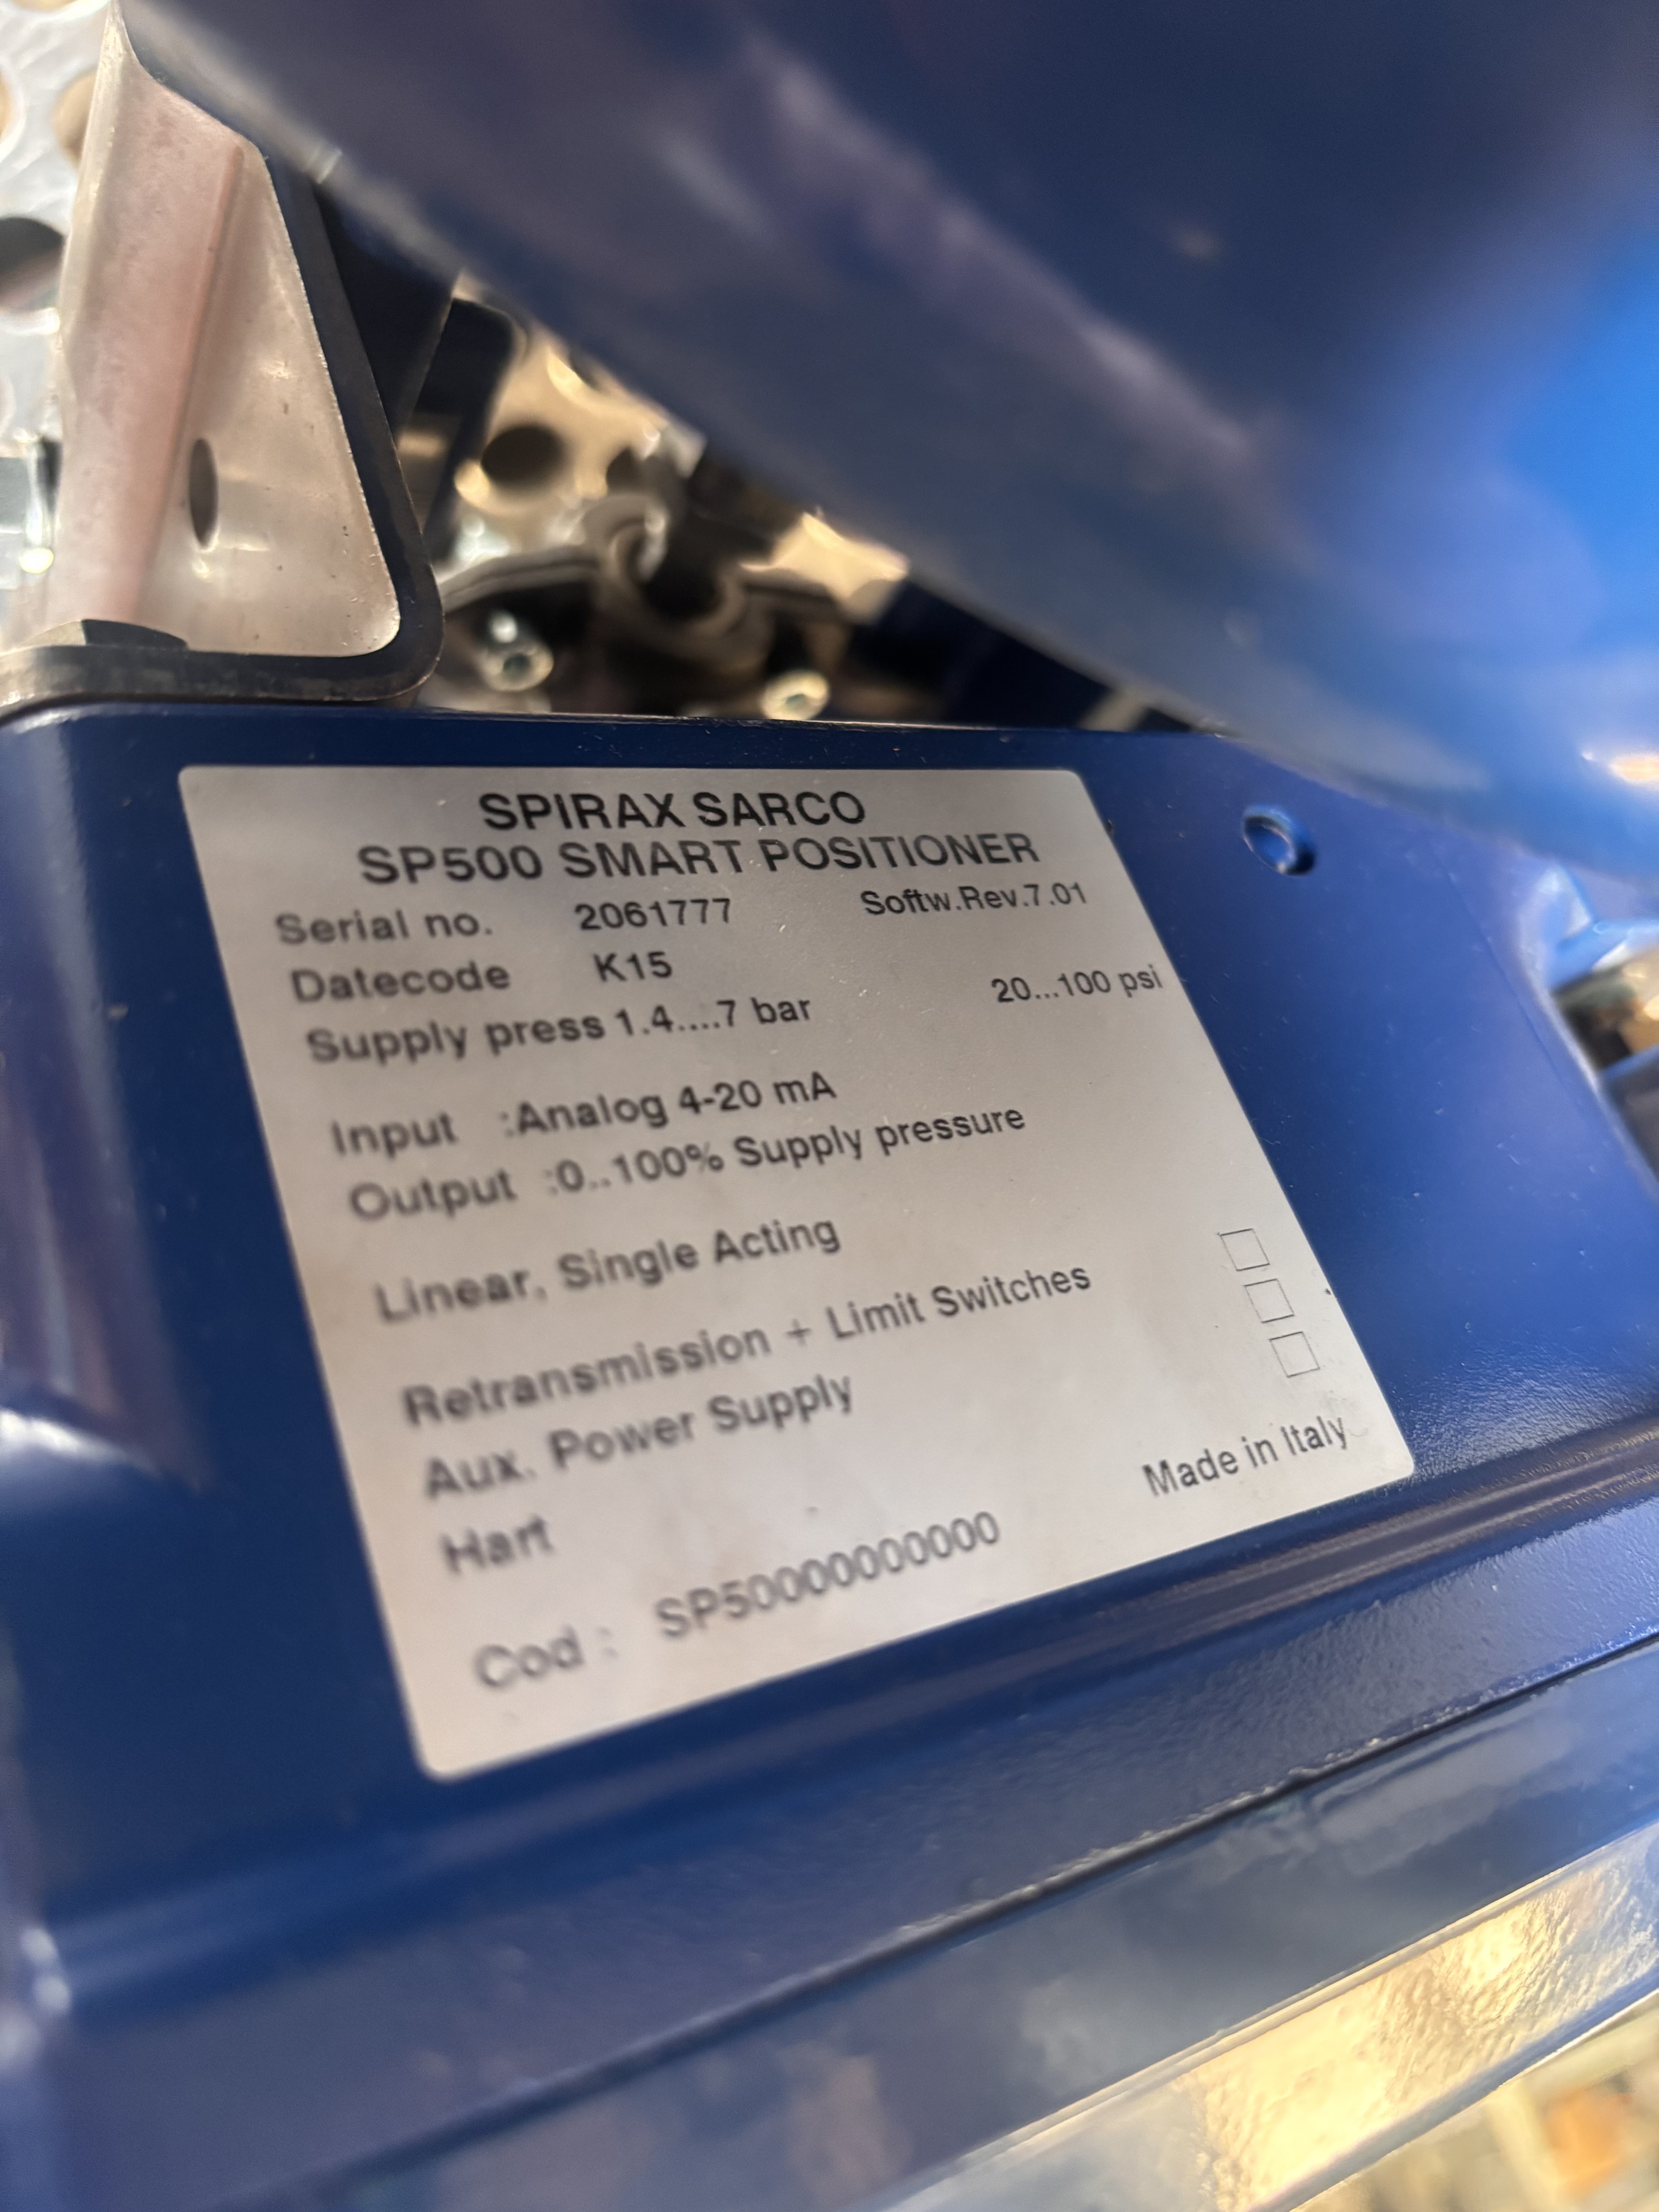 SPIRAX SARCO
SP500 SMART POSITIONER
Serial no. 2061777 Softw.Rev.7.01
Datecode K15
Supply press 1.4....7 bar 20...100 psi
Input :Analog 4-20 mA
Output :0..100% Supply pressure
Linear, Single Acting
Retransmission + Limit Switches
Aux. Power Supply
Hart
Made in Italy
Cod : SP50000000000